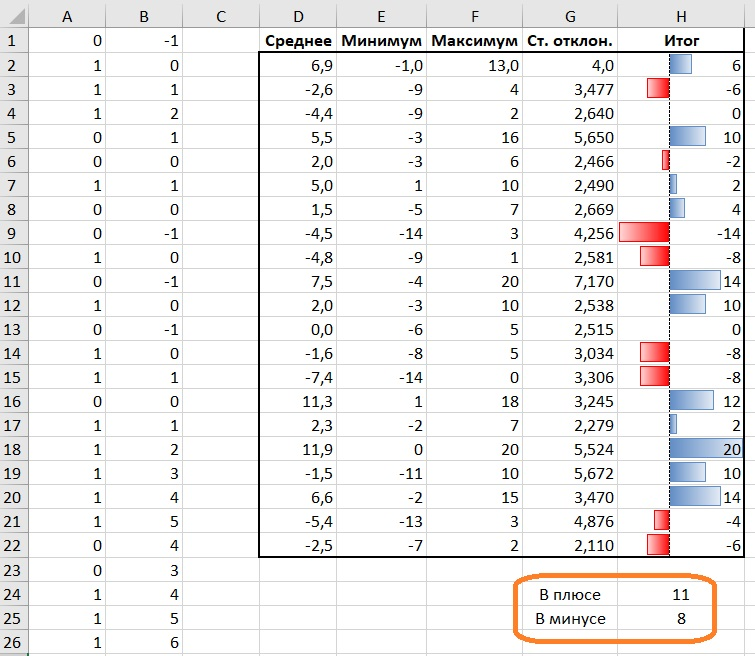 A B C D E F G H
1 0 -1 Среднее Минимум Максимум Ст. отклон. Итог
2 1 0 6,9 -1,0 13,0 4,0 6
3 1 1 -2,6 -9 4 3,477 -6
4 1 2 -4,4 -9 2 2,640 0
5 0 1 5,5 -3 16 5,650 10
6 0 0 2,0 -3 6 2,466 -2
7 1 1 5,0 1 10 2,490 2
8 0 0 1,5 -5 7 2,669 4
9 0 -1 -4,5 -14 3 4,256 -14
10 1 0 -4,8 -9 1 2,581 -8
11 0 -1 7,5 -4 20 7,170 14
12 1 0 2,0 -3 10 2,538 10
13 0 -1 0,0 -6 5 2,515 0
14 1 0 -1,6 -8 5 3,034 -8
15 1 1 -7,4 -14 0 3,306 -8
16 0 0 11,3 1 18 3,245 12
17 1 1 2,3 -2 7 2,279 2
18 1 2 11,9 0 20 5,524 20
19 1 3 -1,5 -11 10 5,672 10
20 1 4 6,6 -2 15 3,470 14
21 1 5 -5,4 -13 3 4,876 -4
22 0 4 -2,5 -7 2 2,110 -6
23 0 3
24 1 4 В плюсе 11
25 1 5 В минусе 8
26 1 6